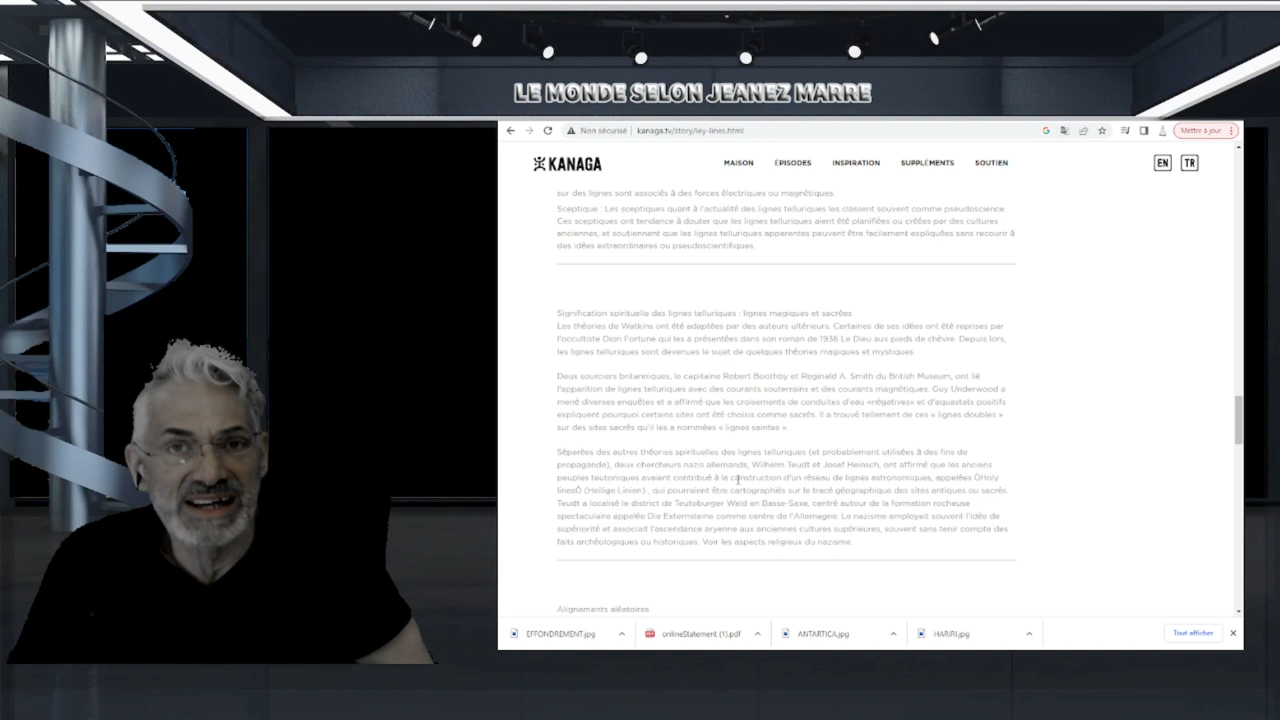 LE MONDE SELON JEANEZ MARRE
Non sécurisé | kanaga.tv/story/ley-lines.html
Mettre à jour
KANAGA
MAISON ÉPISODES INSPIRATION SUPPLÉMENTS SOUTIEN
EN TR
sur des lignes sont associés à des forces électriques ou magnétiques.
Sceptique : Les sceptiques quant à l'actualité des lignes telluriques les classent souvent comme pseudoscience.
Ces sceptiques ont tendance à douter que les lignes telluriques aient été planifiées ou créées par des cultures
anciennes, et soutiennent que les lignes telluriques apparentes peuvent être facilement expliquées sans recourir à
des idées extraordinaires ou pseudoscientifiques.
Signification spirituelle des lignes telluriques : lignes magiques et sacrées
Les théories de Watkins ont été adaptées par des auteurs ultérieurs. Certaines de ses idées ont été reprises par
l'occultiste Dion Fortune qui les a présentées dans son roman de 1936 Le Dieu aux pieds de chèvre. Depuis lors,
les lignes telluriques sont devenues le sujet de quelques théories magiques et mystiques.
Deux sourciers britanniques, le capitaine Robert Boothby et Reginald A. Smith du British Museum, ont lié
l'apparition de lignes telluriques avec des courants souterrains et des courants magnétiques. Guy Underwood a
mené diverses enquêtes et a affirmé que les croisements de conduites d'eau «négatives» et d'aquastats positifs
expliquent pourquoi certains sites ont été choisis comme sacrés. Il a trouvé tellement de ces « lignes doubles »
sur des sites sacrés qu'il les a nommées « lignes saintes ».
Séparées des autres théories spirituelles des lignes telluriques (et probablement utilisées à des fins de
propagande), deux chercheurs nazis allemands, Wilhelm Teudt et Josef Heinsch, ont affirmé que les anciens
peuples teutoniques avaient contribué à la construction d'un réseau de lignes astronomiques, appelées ÒHoly
linesÓ (Heilige Linien) , qui pourraient être cartographiés sur le tracé géographique des sites antiques ou sacrés.
Teudt a localisé le district de Teutoburger Wald en Basse-Saxe, centré autour de la formation rocheuse
spectaculaire appelée Die Externsteine comme centre de l'Allemagne. Le nazisme employait souvent l'idée de
supériorité et associait l'ascendance aryenne aux anciennes cultures supérieures, souvent sans tenir compte des
faits archéologiques ou historiques. Voir les aspects religieux du nazisme.
Alignements aléatoires
EFFONDREMENT.jpg onlineStatement (1).pdf ANTARTICA.jpg HARIRI.jpg Tout afficher